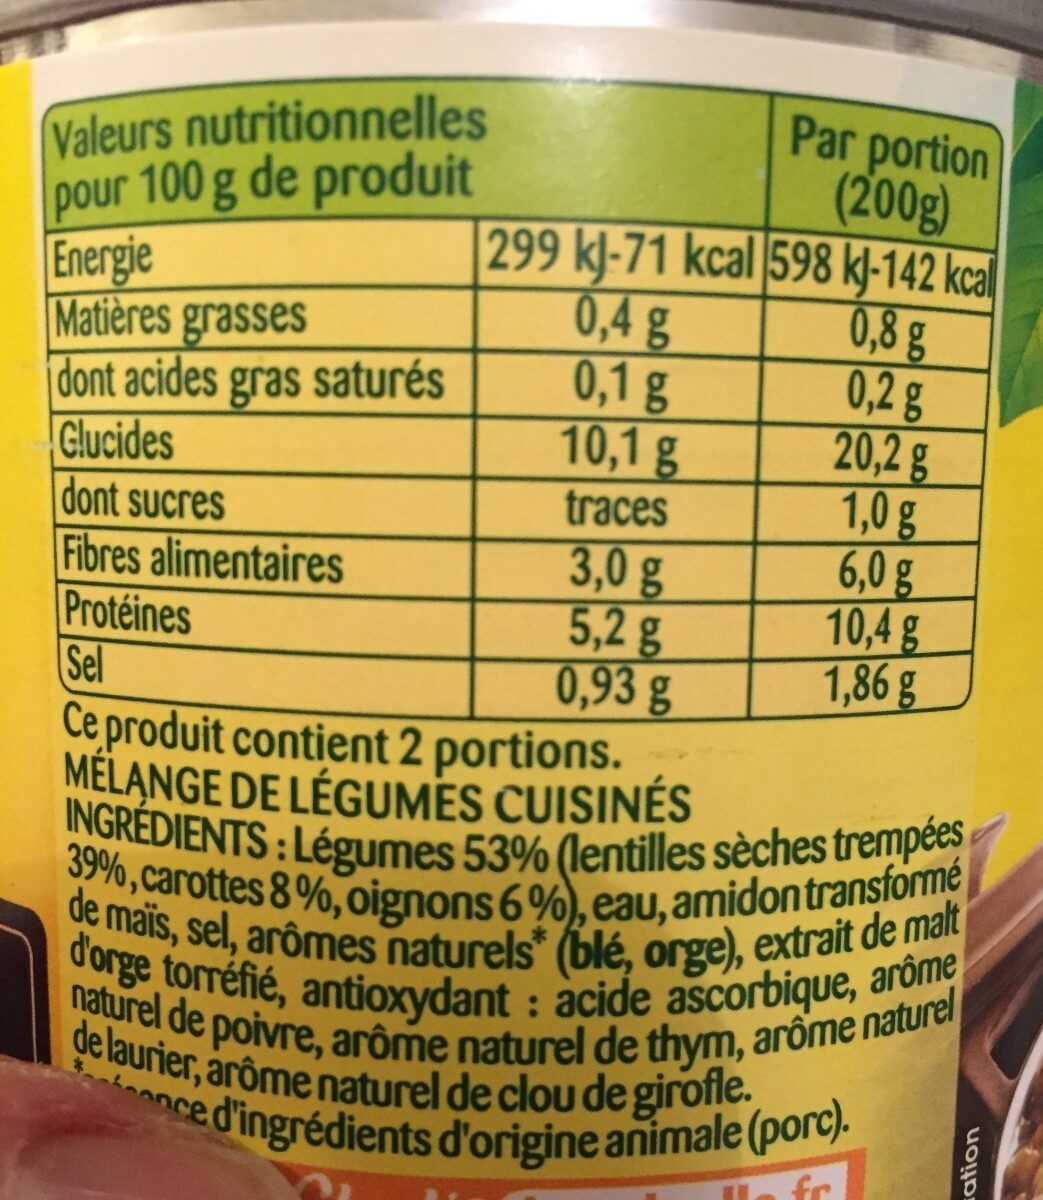 Valeurs nutritionnelles
pour 100 g de produit
Par portion
(200g)
Energie 299 kJ-71 kcal 598 kJ-142 kcal
Matières grasses 0,4 g 0,8 g
dont acides gras saturés 0,1 g 0,2 g
Glucides 10,1 g 20,2 g
dont sucres traces 1,0 g
Fibres alimentaires 3,0 g 6,0 g
Protéines 5,2 g 10,4 g
Sel 0,93 g 1,86 g
Ce produit contient 2 portions.
MÉLANGE DE LÉGUMES CUISINÉS
INGRÉDIENTS : Légumes 53% (lentilles sèches trempées
39%, carottes 8%, oignons 6%), eau, amidon transformé
de maïs, sel, arômes naturels* (blé, orge), extrait de malt
d'orge torréfié, antioxydant : acide ascorbique, arôme
naturel de poivre, arôme naturel de thym, arôme naturel
de laurier, arôme naturel de clou de girofle.
d'ingrédients d'origine animale (porc).